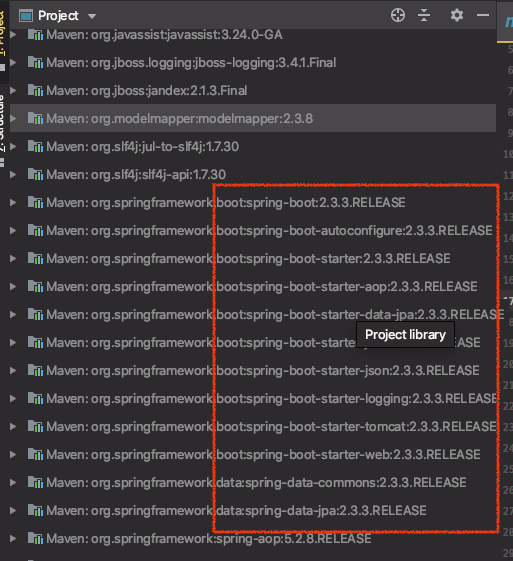 Project
1: Project
Maven: org.javassist:javassist:3.24.0-GA
Maven: org.jboss.logging:jboss-logging:3.4.1.Final
Maven: org.jboss:jandex:2.1.3.Final
Maven: org.modelmapper:modelmapper:2.3.8
Maven: org.slf4j:jul-to-slf4j:1.7.30
Maven: org.slf4j:slf4j-api:1.7.30
Maven: org.springframework.boot:spring-boot:2.3.3.RELEASE
Maven: org.springframework.boot:spring-boot-autoconfigure:2.3.3.RELEASE
Maven: org.springframework.boot:spring-boot-starter:2.3.3.RELEASE
Maven: org.springframework.boot:spring-boot-starter-aop:2.3.3.RELEASE
Maven: org.springframework.boot:spring-boot-starter-data-jpa:2.3.3.RELEASE
Project library
Maven: org.springframework.boot:spring-boot-starter
Maven: org.springframework.boot:spring-boot-starter-json:2.3.3.RELEASE
Maven: org.springframework.boot:spring-boot-starter-logging:2.3.3.RELEASE
Maven: org.springframework.boot:spring-boot-starter-tomcat:2.3.3.RELEASE
Maven: org.springframework.boot:spring-boot-starter-web:2.3.3.RELEASE
Maven: org.springframework.data:spring-data-commons:2.3.3.RELEASE
Maven: org.springframework.data:spring-data-jpa:2.3.3.RELEASE
Maven: org.springframework:spring-aop:5.2.8.RELEASE